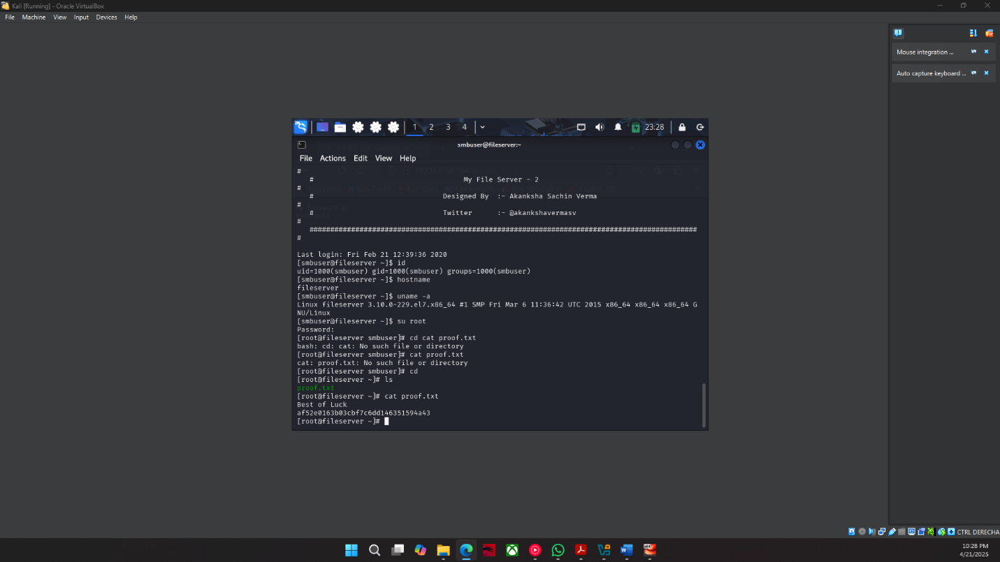 Kali [Running] - Oracle VirtualBox
File Machine View Input Devices Help
Mouse integration ...
Auto capture keyboard ...
1 2 3 4
23:28
smbuser@fileserver:~
File Actions Edit View Help
#
# My File Server - 2
#
# Designed By :- Akanksha Sachin Verma
#
# Twitter :- @akankshavermasv
#
#############################################################################################
#
Last login: Fri Feb 21 12:39:36 2020
[smbuser@fileserver ~]$ id
uid=1000(smbuser) gid=1000(smbuser) groups=1000(smbuser)
[smbuser@fileserver ~]$ hostname
fileserver
[smbuser@fileserver ~]$ uname -a
Linux fileserver 3.10.0-229.el7.x86_64 #1 SMP Fri Mar 6 11:36:42 UTC 2015 x86_64 x86_64 x86_64 G
NU/Linux
[smbuser@fileserver ~]$ su root
Password:
[root@fileserver smbuser]# cd cat proof.txt
bash: cd: cat: No such file or directory
[root@fileserver smbuser]# cat proof.txt
cat: proof.txt: No such file or directory
[root@fileserver smbuser]# cd
[root@fileserver ~]# ls
proof.txt
[root@fileserver ~]# cat proof.txt
Best of Luck
af52e0163b03cbf7c6dd146351594a43
[root@fileserver ~]#
CTRL DERECHA
10:28 PM
4/21/2025